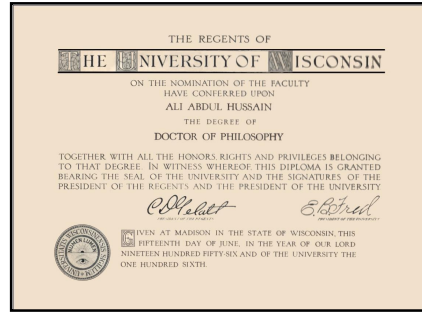 THE REGENTS OF
THE UNIVERSITY OF WISCONSIN
ON THE NOMINATION OF THE FACULTY
HAVE CONFERRED UPON
ALI ABDUL HUSSAIN
THE DEGREE OF
DOCTOR OF PHILOSOPHY
TOGETHER WITH ALL THE HONORS, RIGHTS AND PRIVILEGES BELONGING
TO THAT DEGREE. IN WITNESS WHEREOF, THIS DIPLOMA IS GRANTED
BEARING THE SEAL OF THE UNIVERSITY AND THE SIGNATURES OF THE
PRESIDENT OF THE REGENTS AND THE PRESIDENT OF THE UNIVERSITY
E.B. Fred
GIVEN AT MADISON IN THE STATE OF WISCONSIN, THIS
FIFTEENTH DAY OF JUNE, IN THE YEAR OF OUR LORD
NINETEEN HUNDRED FIFTY-SIX AND OF THE UNIVERSITY THE
ONE HUNDRED SIXTH.
NUMEN LUMEN